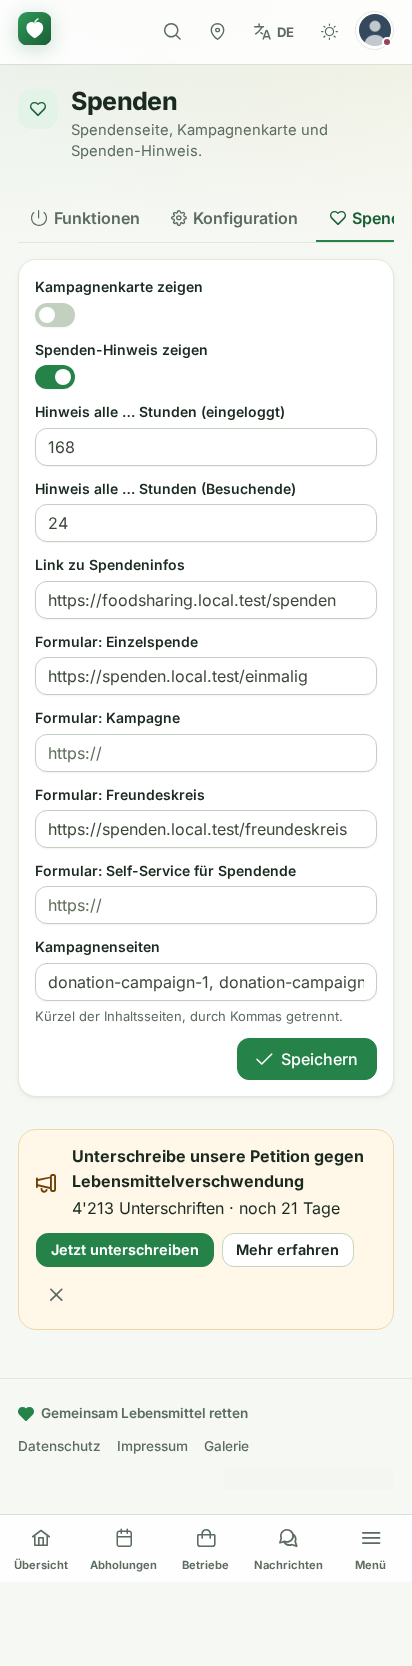 DE
Spenden
Spendenseite, Kampagnenkarte und
Spenden-Hinweis.
Funktionen Konfiguration Spend
Kampagnenkarte zeigen
Spenden-Hinweis zeigen
Hinweis alle … Stunden (eingeloggt)
168
Hinweis alle … Stunden (Besuchende)
24
Link zu Spendeninfos
https://foodsharing.local.test/spenden
Formular: Einzelspende
https://spenden.local.test/einmalig
Formular: Kampagne
https://
Formular: Freundeskreis
https://spenden.local.test/freundeskreis
Formular: Self-Service für Spendende
https://
Kampagnenseiten
donation-campaign-1, donation-campaign
Kürzel der Inhaltsseiten, durch Kommas getrennt.
Speichern
Unterschreibe unsere Petition gegen
Lebensmittelverschwendung
4'213 Unterschriften · noch 21 Tage
Jetzt unterschreiben Mehr erfahren
Gemeinsam Lebensmittel retten
Datenschutz Impressum Galerie
Übersicht Abholungen Betriebe Nachrichten Menü